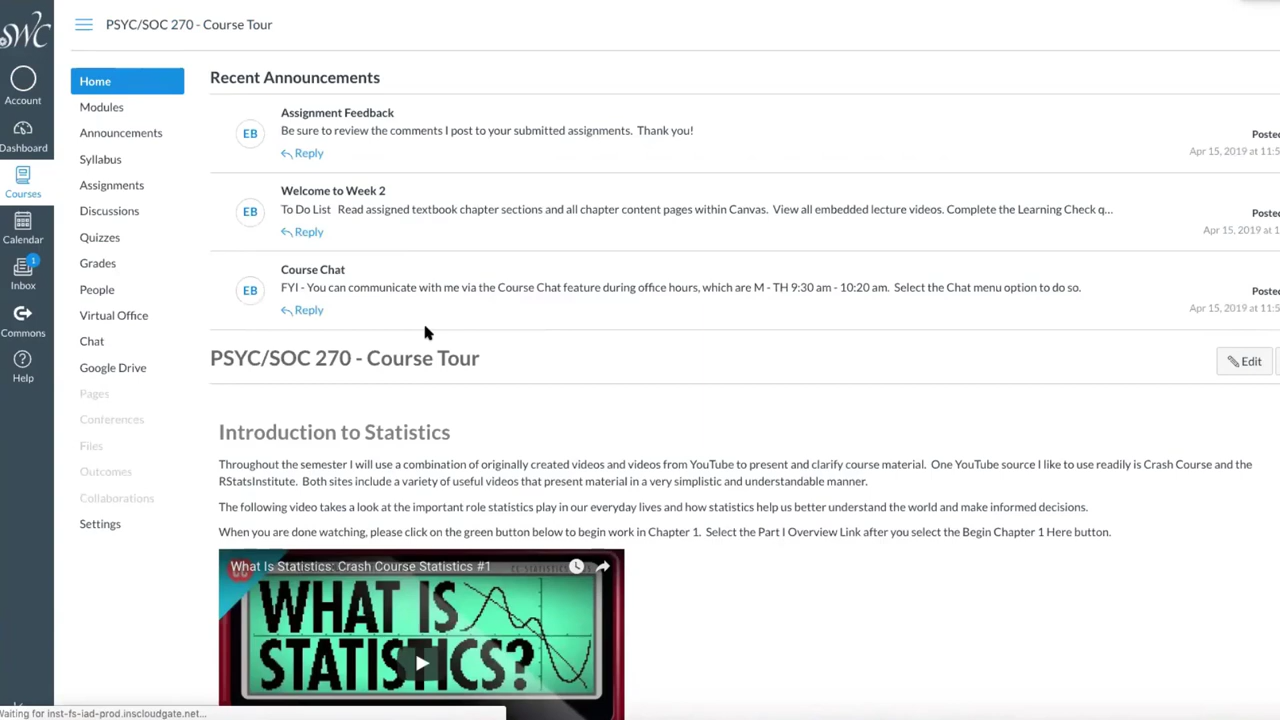 SWC
PSYC/SOC 270 - Course Tour
Account
Dashboard
Courses
Calendar
1
Inbox
Commons
Help
Home
Modules
Announcements
Syllabus
Assignments
Discussions
Quizzes
Grades
People
Virtual Office
Chat
Google Drive
Pages
Conferences
Files
Outcomes
Collaborations
Settings
Recent Announcements
EB
Assignment Feedback
Be sure to review the comments I post to your submitted assignments. Thank you!
Reply
Posted
Apr 15, 2019 at 11:5
EB
Welcome to Week 2
To Do List Read assigned textbook chapter sections and all chapter content pages within Canvas. View all embedded lecture videos. Complete the Learning Check q...
Reply
Posted
Apr 15, 2019 at 1
EB
Course Chat
FYI - You can communicate with me via the Course Chat feature during office hours, which are M - TH 9:30 am - 10:20 am. Select the Chat menu option to do so.
Reply
Posted
Apr 15, 2019 at 11:5
PSYC/SOC 270 - Course Tour
Edit
Introduction to Statistics
Throughout the semester I will use a combination of originally created videos and videos from YouTube to present and clarify course material. One YouTube source I like to use readily is Crash Course and the
RStatsInstitute. Both sites include a variety of useful videos that present material in a very simplistic and understandable manner.
The following video takes a look at the important role statistics play in our everyday lives and how statistics help us better understand the world and make informed decisions.
When you are done watching, please click on the green button below to begin work in Chapter 1. Select the Part I Overview Link after you select the Begin Chapter 1 Here button.
What Is Statistics: Crash Course Statistics #1
WHAT IS
STATISTICS?
Waiting for inst-fs-iad-prod.inscloudgate.net...